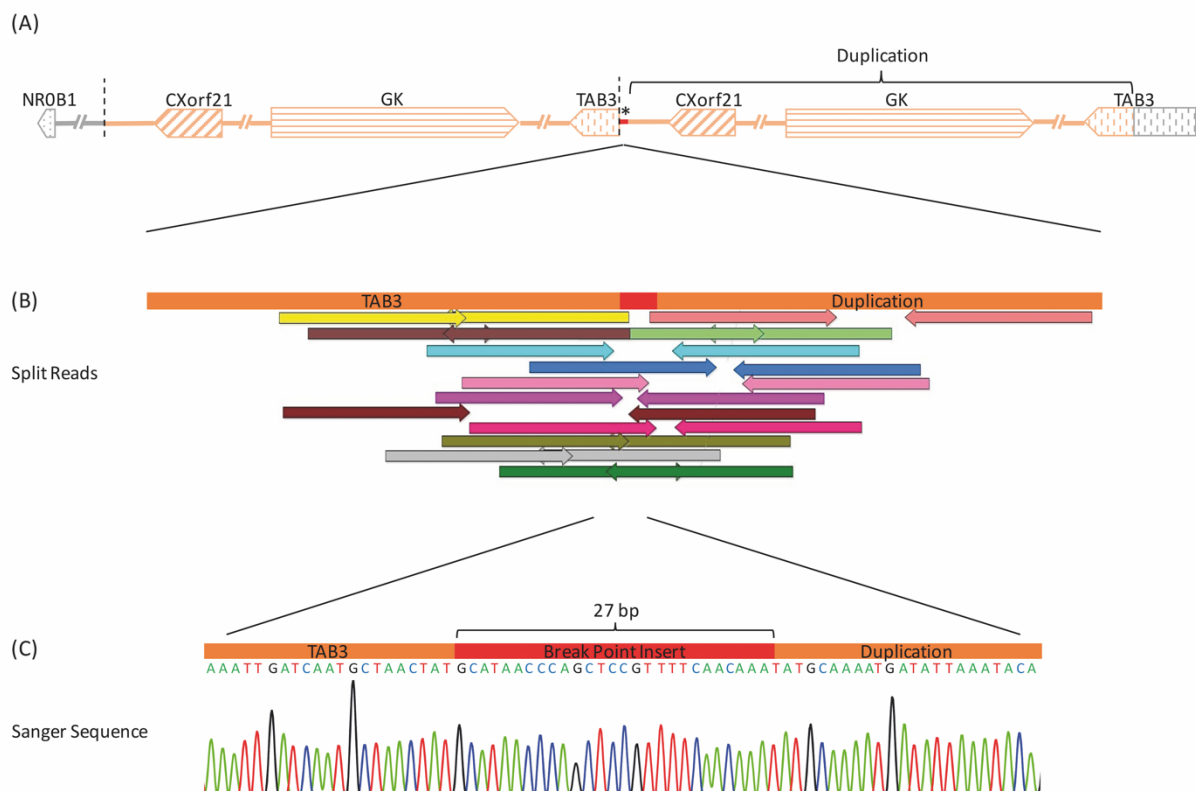 (A)
Duplication
NR0B1
CXorf21
GK
TAB3
*
CXorf21
GK
TAB3
(B)
TAB3
Duplication
Split Reads
27 bp
(C)
TAB3
Break Point Insert
Duplication
AAATTGATCAATGCTAACTATGCATAACCCAGCTCCGTTTTCAACAAATATGCAAAATGATATTAAATACA
Sanger Sequence